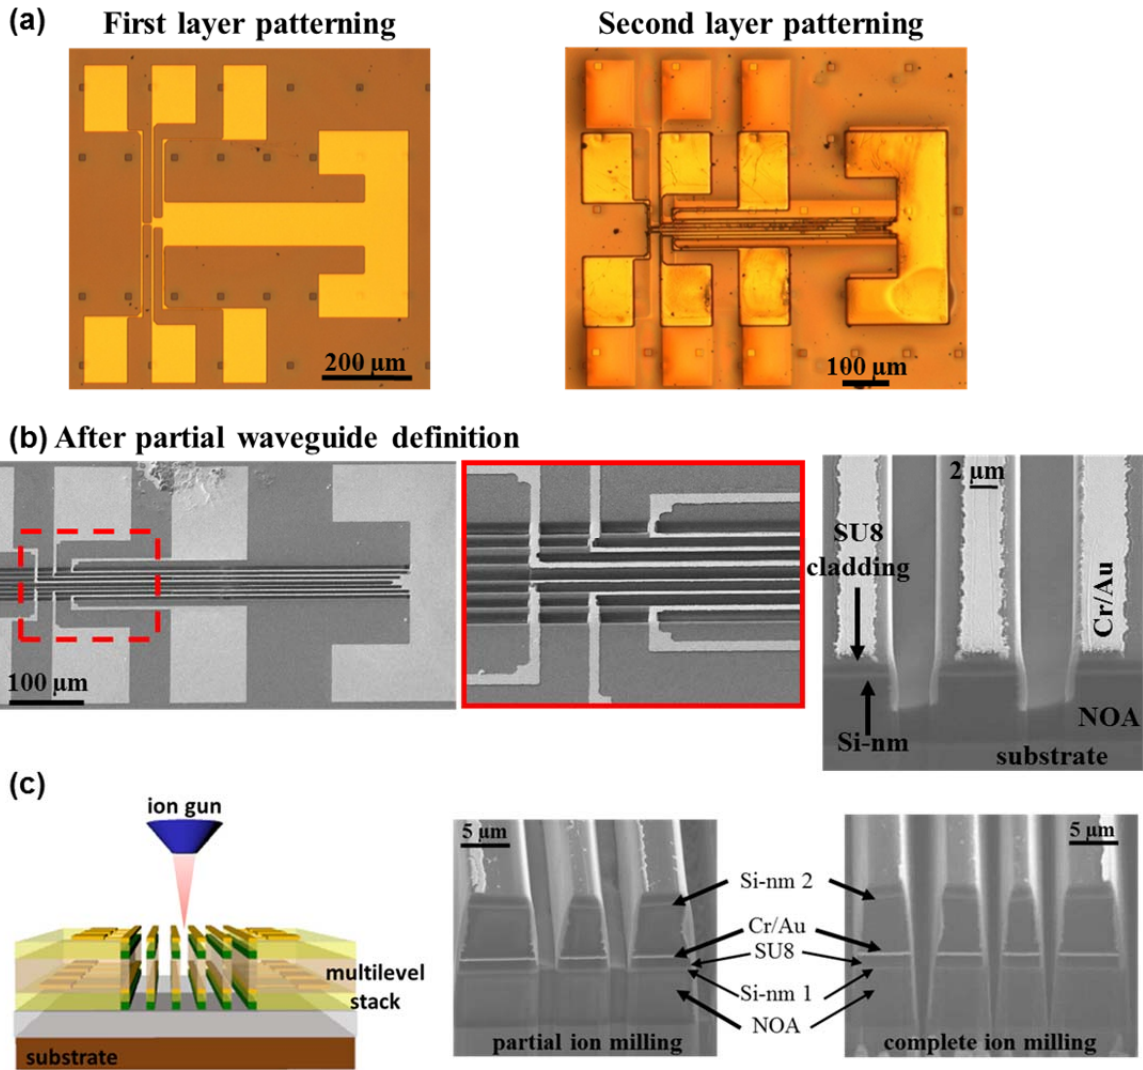 (a)
First layer patterning
Second layer patterning
200 µm
100 µm
(b) After partial waveguide definition
100 µm
2 µm
SU8
cladding
Cr/Au
Si-nm
NOA
substrate
(c)
ion gun
multilevel
stack
substrate
5 µm
5 µm
Si-nm 2
Cr/Au
SU8
Si-nm 1
NOA
partial ion milling
complete ion milling